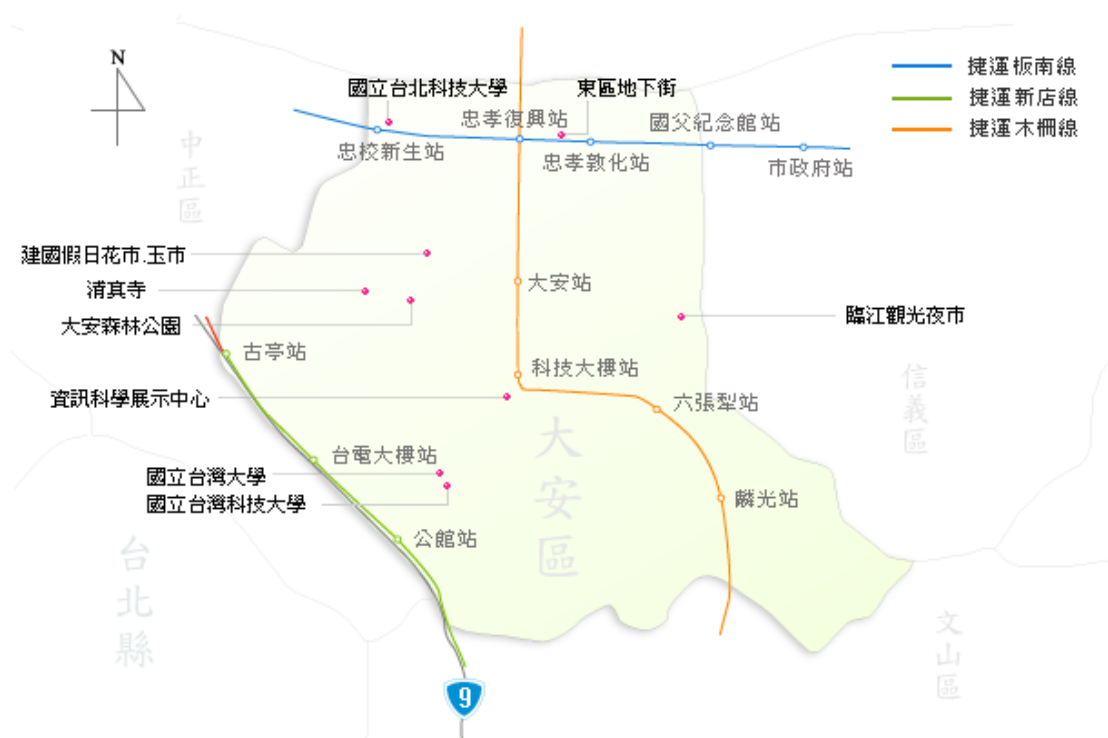 N
國立台北科技大學
東區地下街
捷運板南線
捷運新店線
捷運木柵線
中正區
忠校新生站
忠孝復興站
忠孝敦化站
國父紀念館站
市政府站
建國假日花市.玉市
清真寺
大安森林公園
大安站
臨江觀光夜市
古亭站
科技大樓站
資訊科學展示中心
六張犁站
信義區
大安區
台電大樓站
國立台灣大學
國立台灣科技大學
麟光站
公館站
台北縣
文山區
9